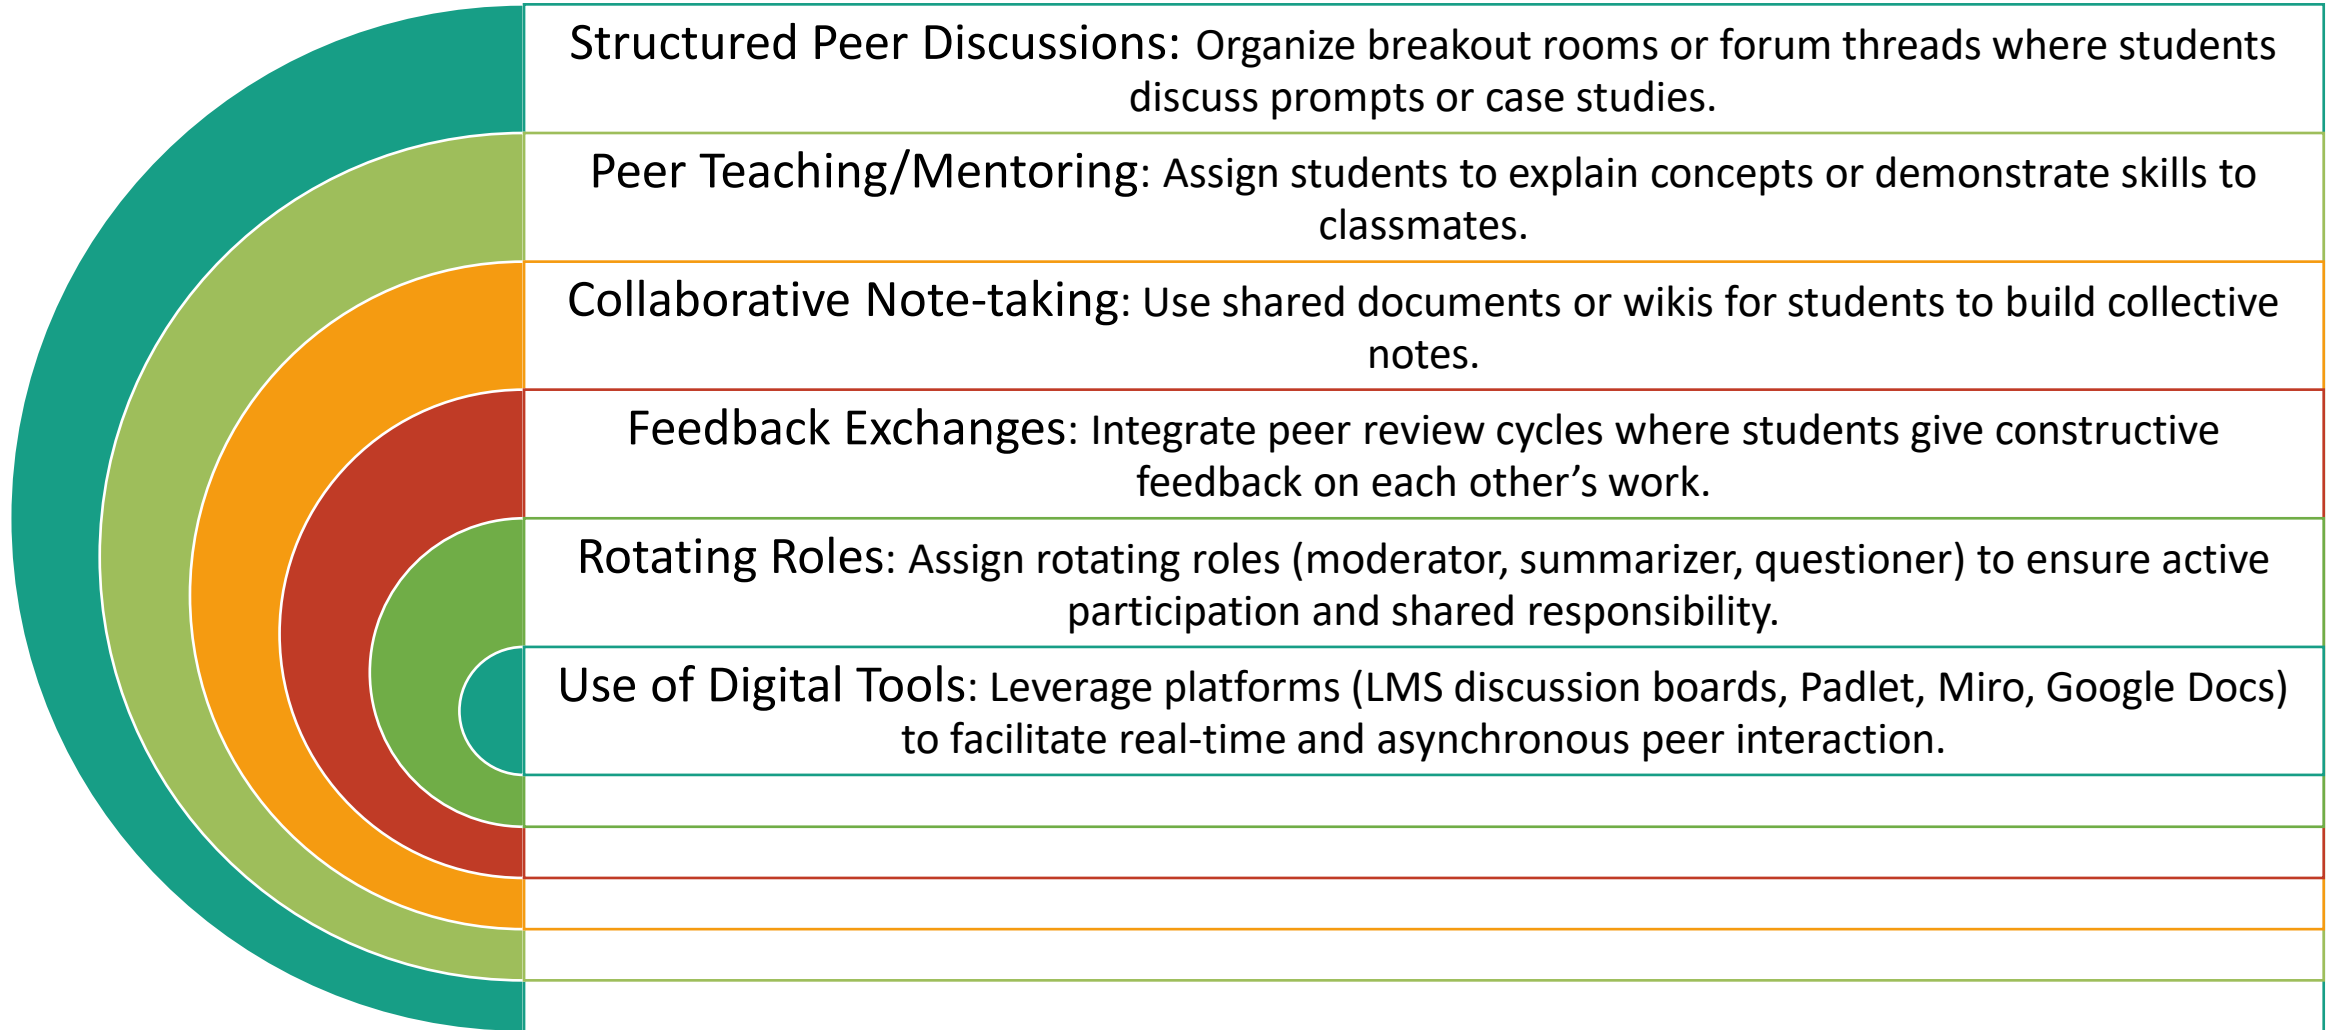 Structured Peer Discussions: Organize breakout rooms or forum threads where students
discuss prompts or case studies.
Peer Teaching/Mentoring: Assign students to explain concepts or demonstrate skills to
classmates.
Collaborative Note-taking: Use shared documents or wikis for students to build collective
notes.
Feedback Exchanges: Integrate peer review cycles where students give constructive
feedback on each other’s work.
Rotating Roles: Assign rotating roles (moderator, summarizer, questioner) to ensure active
participation and shared responsibility.
Use of Digital Tools: Leverage platforms (LMS discussion boards, Padlet, Miro, Google Docs)
to facilitate real-time and asynchronous peer interaction.